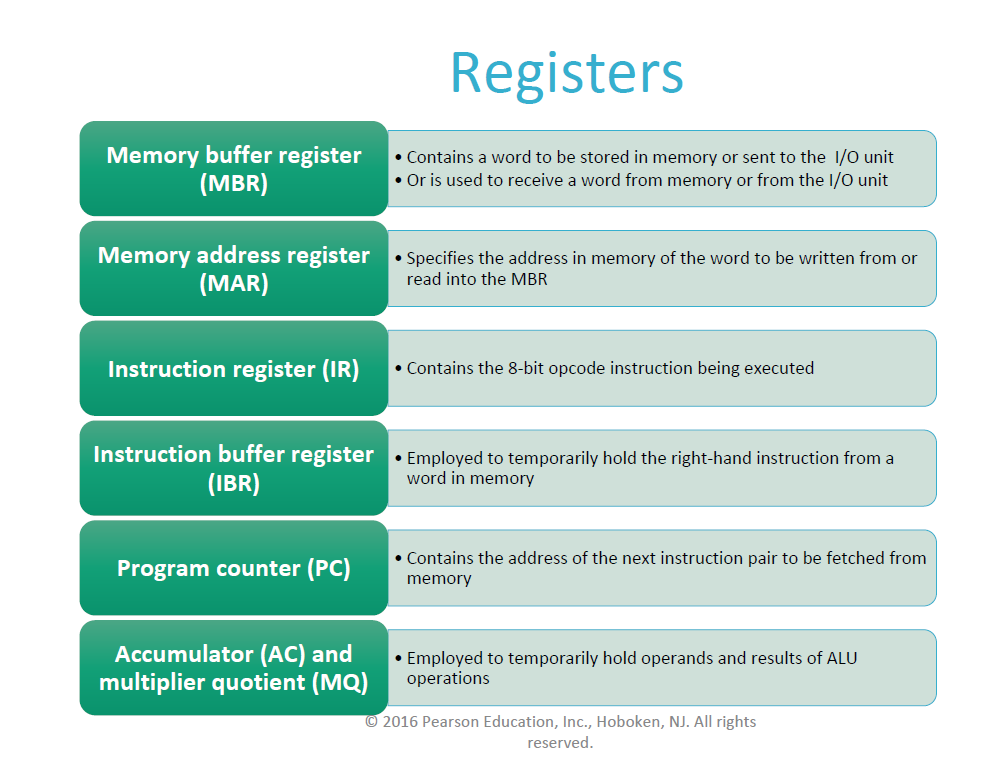 Registers
Memory buffer register
(MBR)
• Contains a word to be stored in memory or sent to the I/O unit
• Or is used to receive a word from memory or from the I/O unit
Memory address register
(MAR)
• Specifies the address in memory of the word to be written from or
read into the MBR
Instruction register (IR)
• Contains the 8-bit opcode instruction being executed
Instruction buffer register
(IBR)
• Employed to temporarily hold the right-hand instruction from a
word in memory
Program counter (PC)
• Contains the address of the next instruction pair to be fetched from
memory
Accumulator (AC) and
multiplier quotient (MQ)
• Employed to temporarily hold operands and results of ALU
operations
© 2016 Pearson Education, Inc., Hoboken, NJ. All rights
reserved.